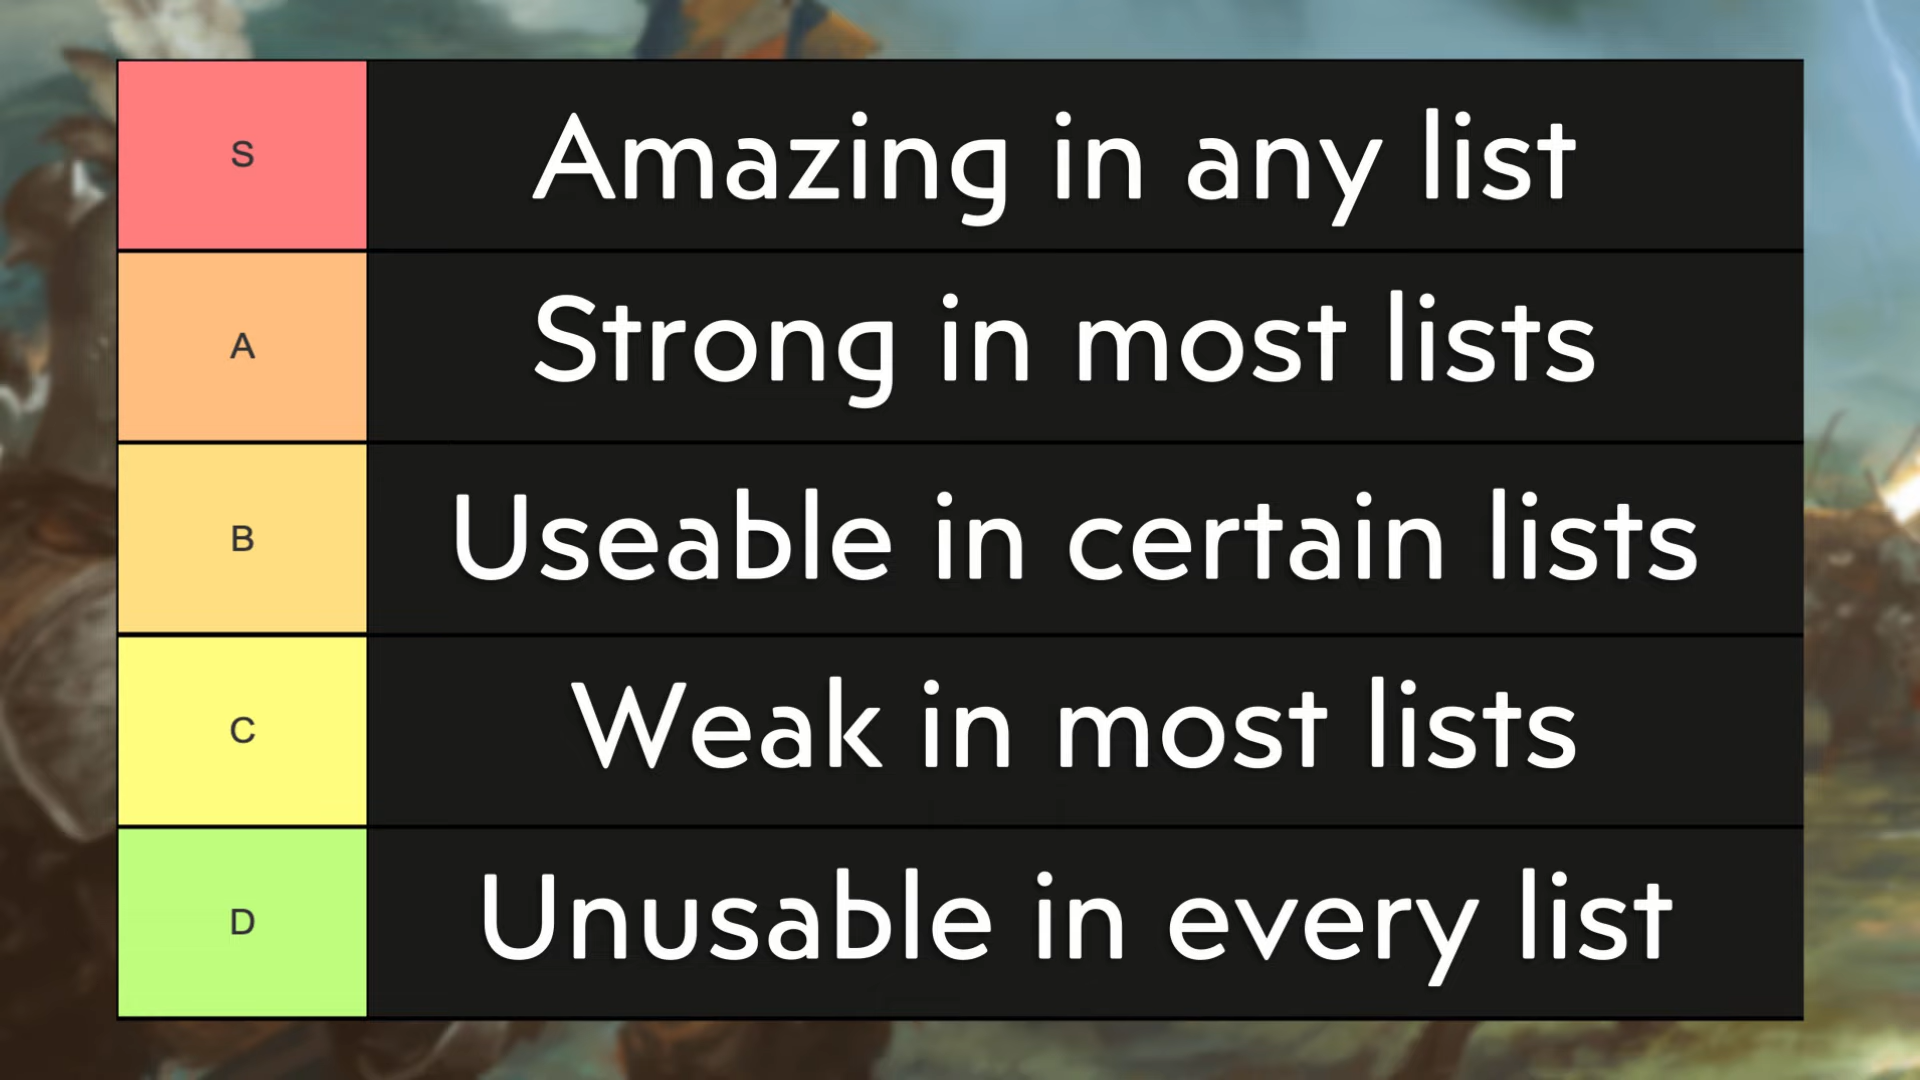 S
Amazing in any list
A
Strong in most lists
B
Useable in certain lists
C
Weak in most lists
D
Unusable in every list